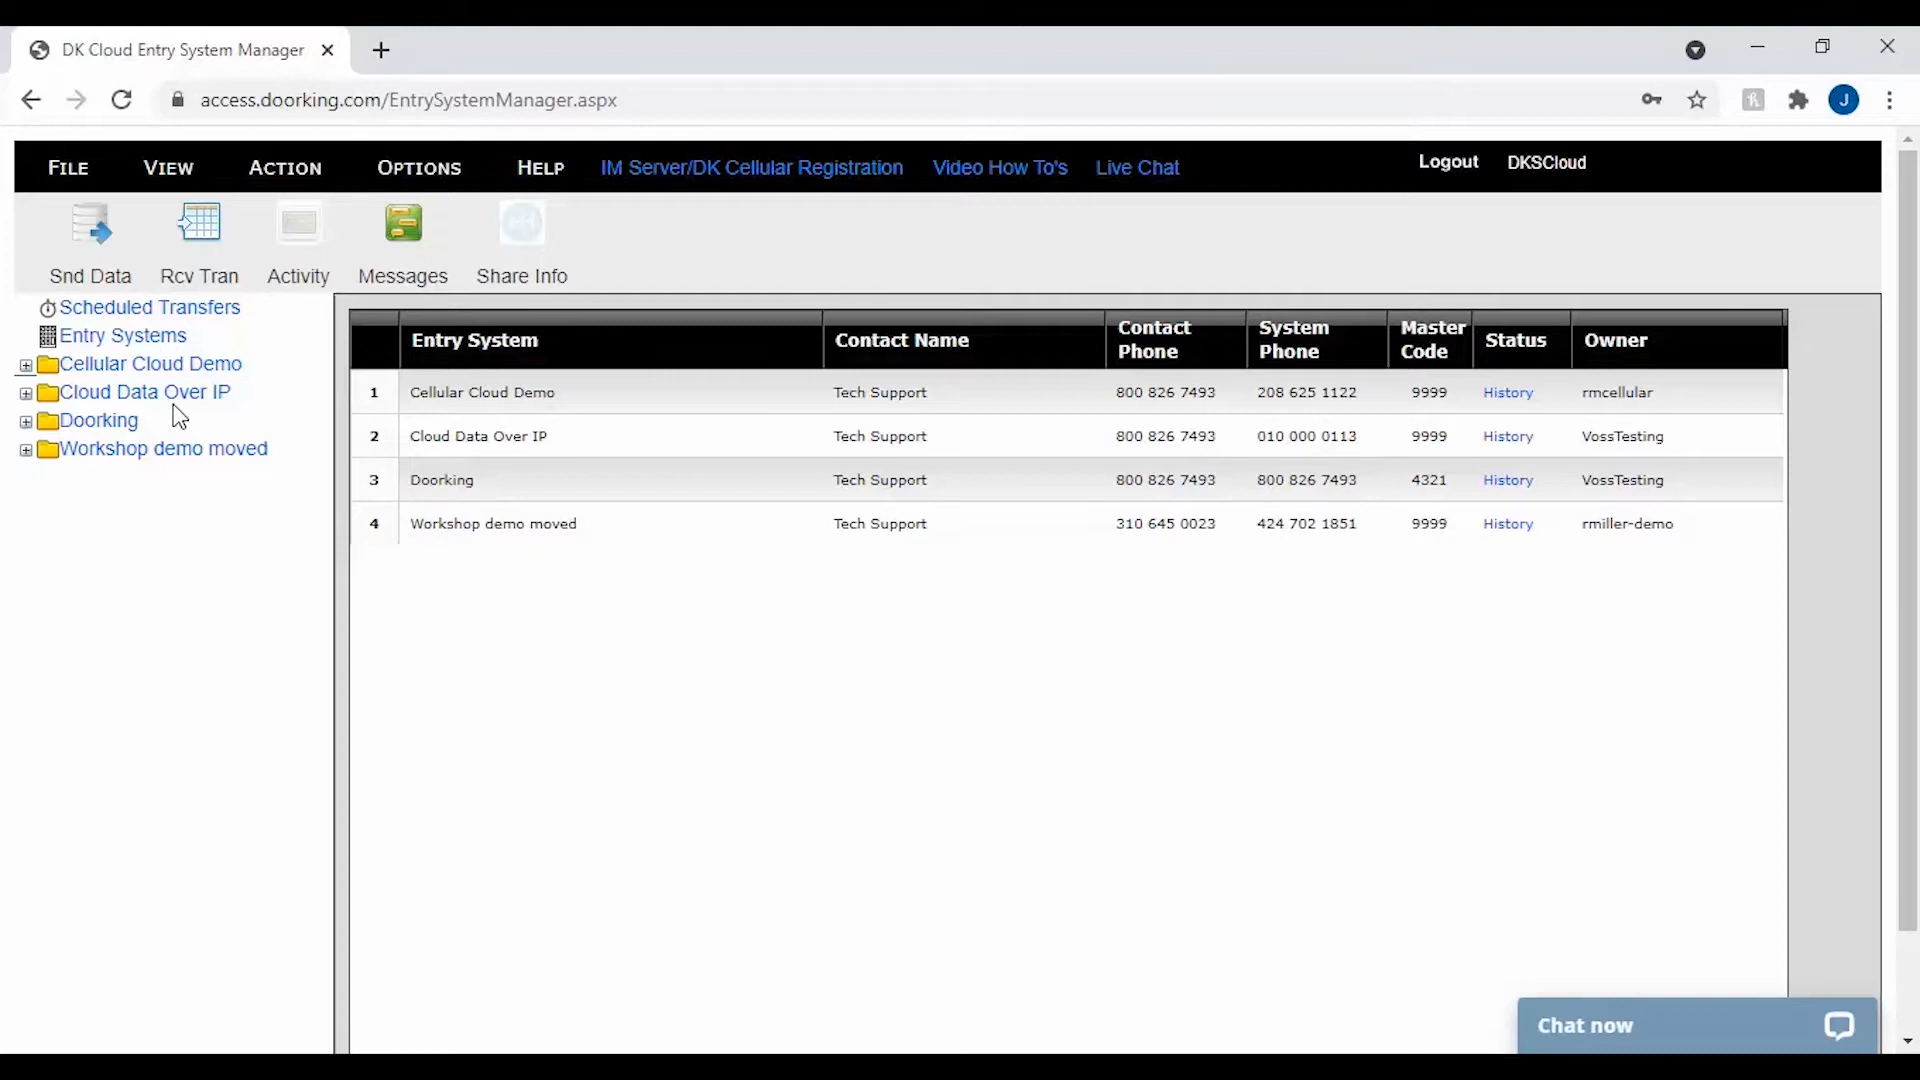 DK Cloud Entry System Manager
access.doorking.com/EntrySystemManager.aspx
J
FILE VIEW ACTION OPTIONS HELP IM Server/DK Cellular Registration Video How To's Live Chat Logout DKSCloud
Snd Data Rcv Tran Activity Messages Share Info
Scheduled Transfers
Entry Systems
Cellular Cloud Demo
Cloud Data Over IP
Doorking
Workshop demo moved
Entry System Contact Name Contact Phone System Phone Master Code Status Owner
1 Cellular Cloud Demo Tech Support 800 826 7493 208 625 1122 9999 History rmcellular
2 Cloud Data Over IP Tech Support 800 826 7493 010 000 0113 9999 History VossTesting
3 Doorking Tech Support 800 826 7493 800 826 7493 4321 History VossTesting
4 Workshop demo moved Tech Support 310 645 0023 424 702 1851 9999 History rmiller-demo
Chat now